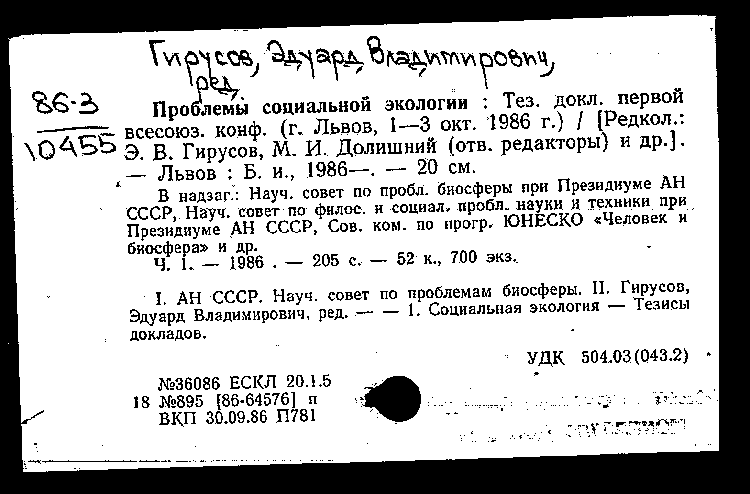 Гирусов, Эдуард Владимирович,
ред.
86-3
10455
Проблемы социальной экологии : Тез. докл. первой
всесоюз. конф. (г. Львов, 1—3 окт. 1986 г.) / [Редкол.:
Э. В. Гирусов, М. И. Долишний (отв. редакторы) и др.].
— Львов : Б. и., 1986—. — 20 см.
В надзаг.: Науч. совет по пробл. биосферы при Президиуме АН
СССР, Науч. совет по филос. и социал. пробл. науки и техники при
Президиуме АН СССР, Сов. ком. по прогр. ЮНЕСКО «Человек и
биосфера» и др.
Ч. 1. — 1986 . — 205 с. — 52 к., 700 экз.
I. АН СССР. Науч. совет по проблемам биосферы. II. Гирусов,
Эдуард Владимирович, ред. — — 1. Социальная экология — Тезисы
докладов.
УДК 504.03(043.2)
№36086 ЕСКЛ 20.1.5
18 №895 [86-64576] п
ВКП 30.09.86 П781